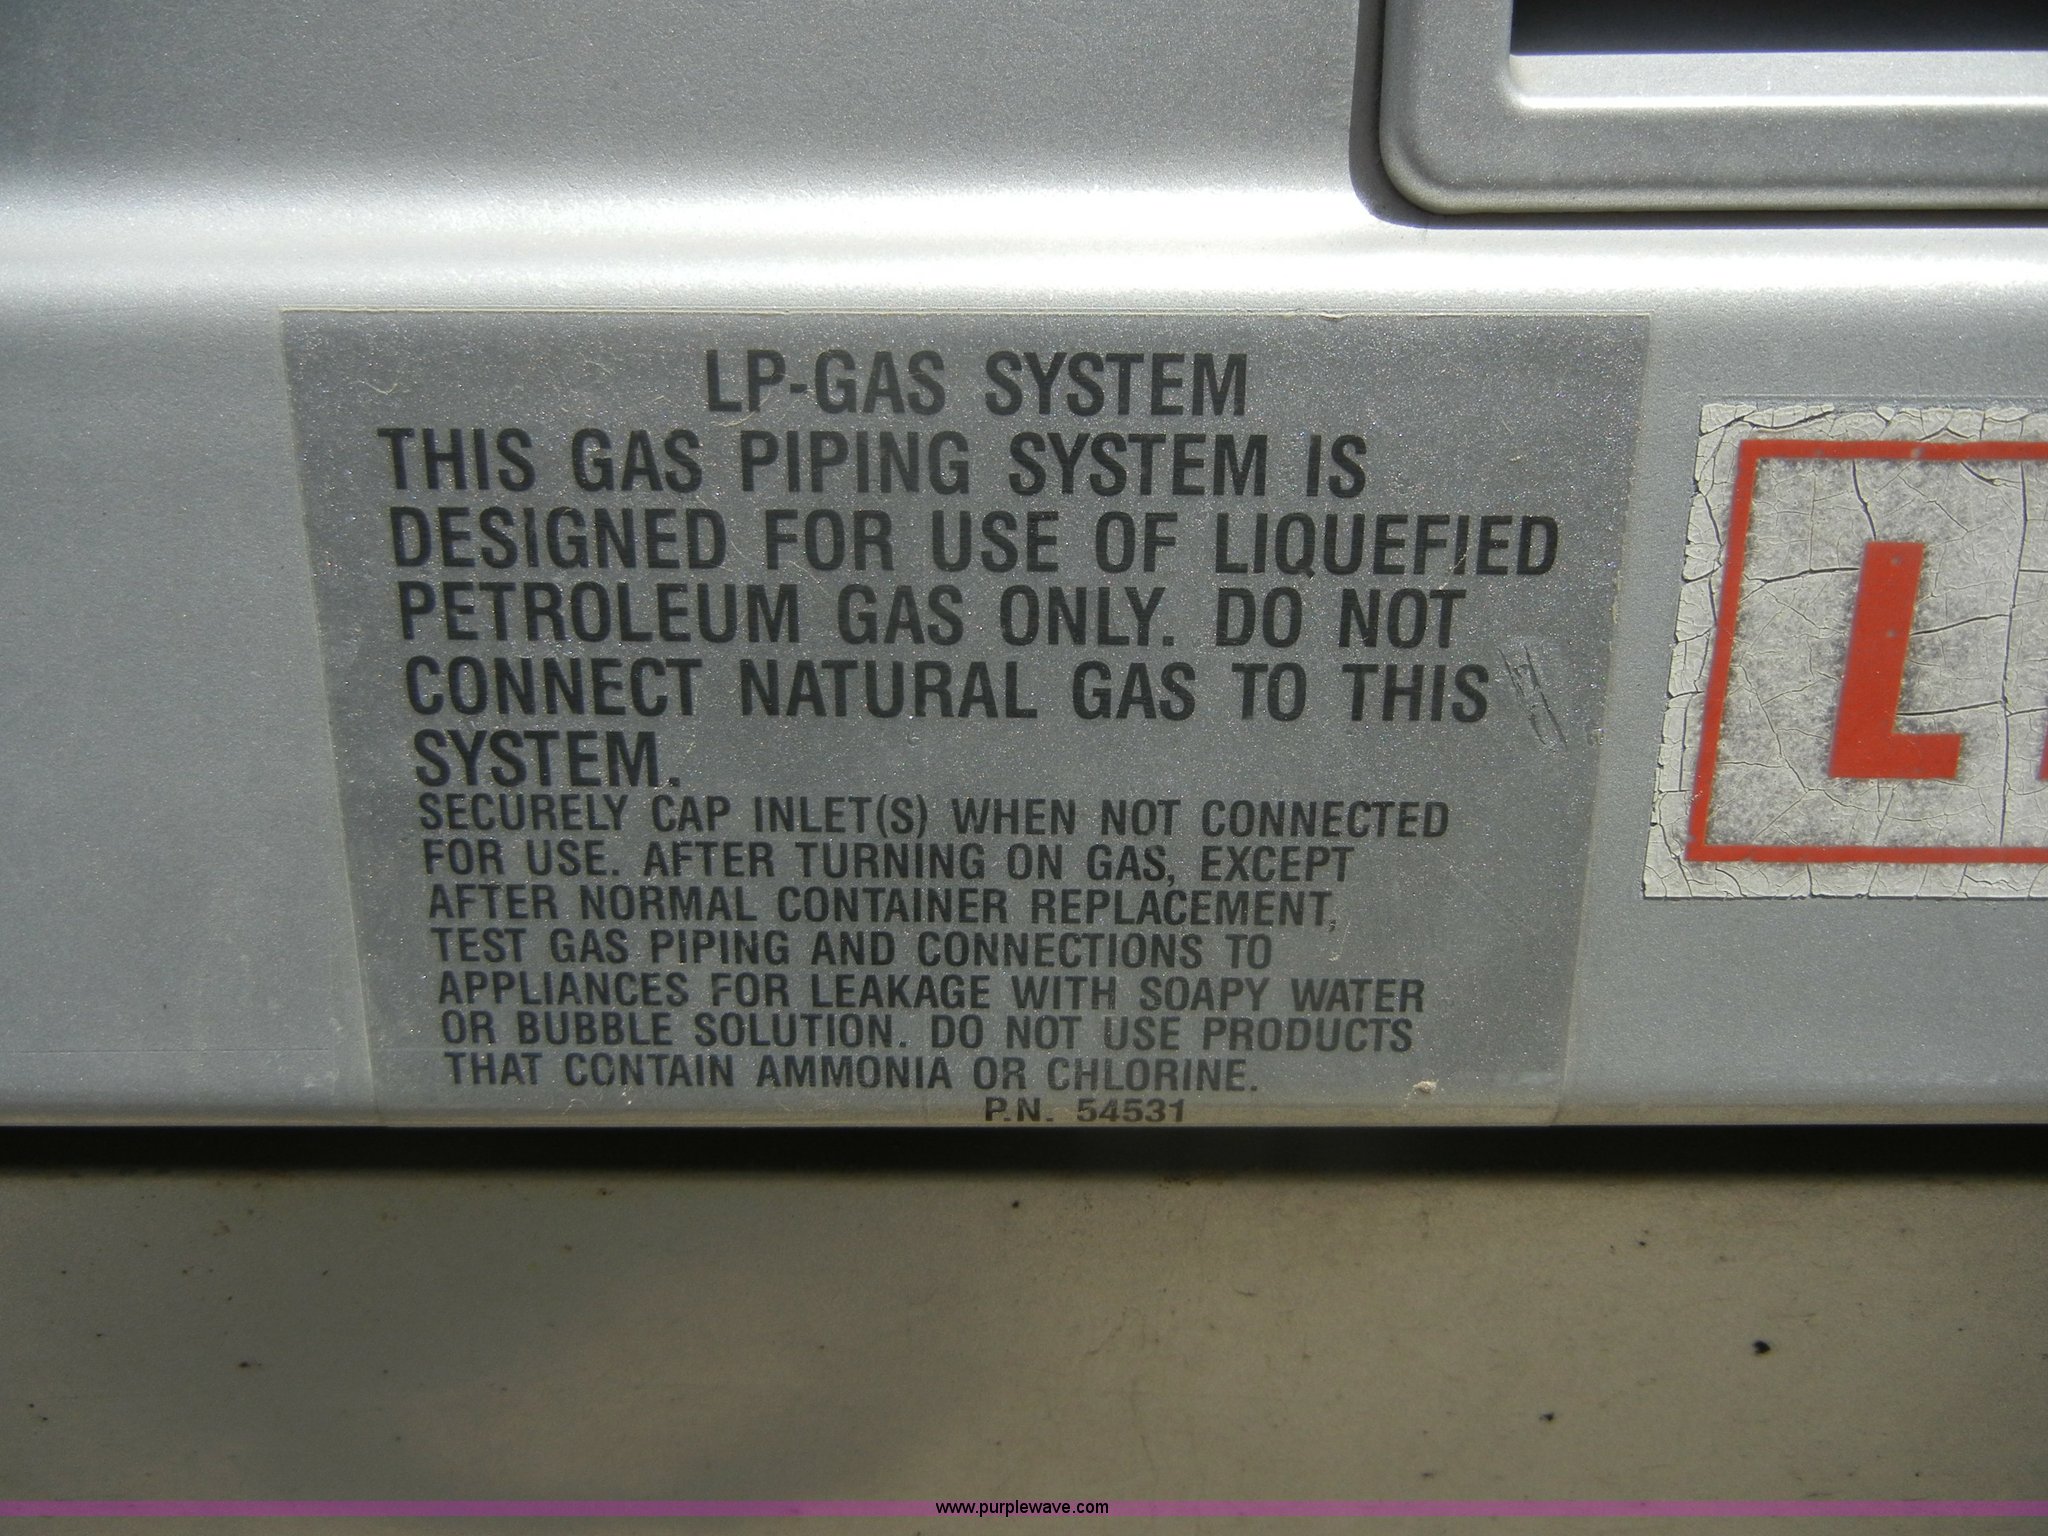 LP-GAS SYSTEM
THIS GAS PIPING SYSTEM IS
DESIGNED FOR USE OF LIQUEFIED
PETROLEUM GAS ONLY. DO NOT
CONNECT NATURAL GAS TO THIS
SYSTEM.
SECURELY CAP INLET(S) WHEN NOT CONNECTED
FOR USE. AFTER TURNING ON GAS, EXCEPT
AFTER NORMAL CONTAINER REPLACEMENT,
TEST GAS PIPING AND CONNECTIONS TO
APPLIANCES FOR LEAKAGE WITH SOAPY WATER
OR BUBBLE SOLUTION. DO NOT USE PRODUCTS
THAT CONTAIN AMMONIA OR CHLORINE.
P.N. 54531
L
www.purplewave.com